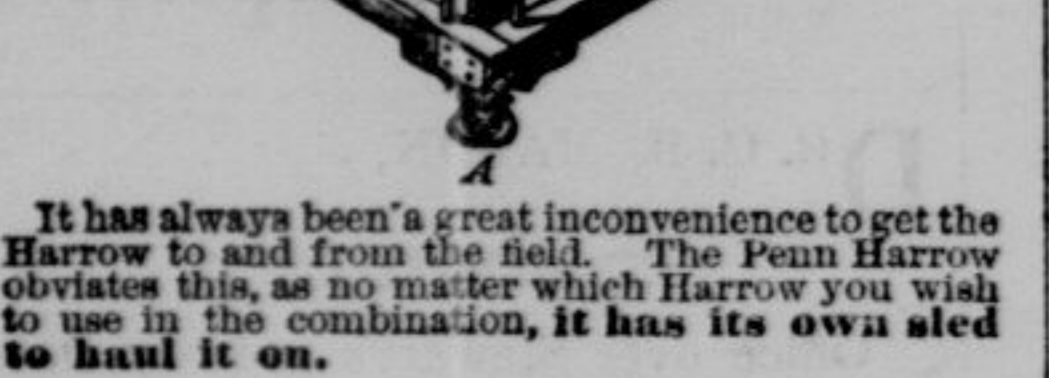 A
It has always been a great inconvenience to get the
Harrow to and from the field. The Penn Harrow
obviates this, as no matter which Harrow you wish
to use in the combination, it has its own sled
to haul it on.